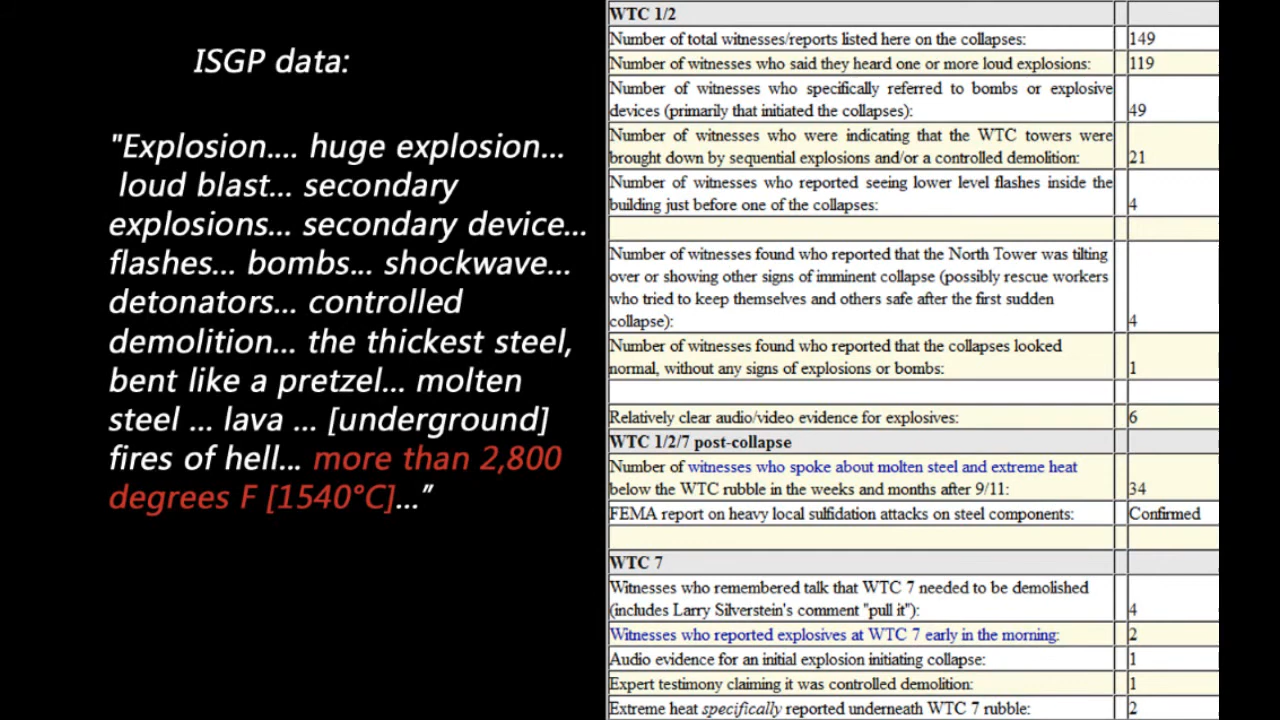 ISGP data:
"Explosion.... huge explosion...
loud blast... secondary
explosions... secondary device...
flashes... bombs... shockwave...
detonators... controlled
demolition... the thickest steel,
bent like a pretzel... molten
steel ... lava ... [underground]
fires of hell... more than 2,800
degrees F [1540°C]..."
WTC 1/2
Number of total witnesses/reports listed here on the collapses: 149
Number of witnesses who said they heard one or more loud explosions: 119
Number of witnesses who specifically referred to bombs or explosive
devices (primarily that initiated the collapses): 49
Number of witnesses who were indicating that the WTC towers were
brought down by sequential explosions and/or a controlled demolition: 21
Number of witnesses who reported seeing lower level flashes inside the
building just before one of the collapses: 4
Number of witnesses found who reported that the North Tower was tilting
over or showing other signs of imminent collapse (possibly rescue workers
who tried to keep themselves and others safe after the first sudden
collapse): 4
Number of witnesses found who reported that the collapses looked
normal, without any signs of explosions or bombs: 1
Relatively clear audio/video evidence for explosives: 6
WTC 1/2/7 post-collapse
Number of witnesses who spoke about molten steel and extreme heat
below the WTC rubble in the weeks and months after 9/11: 34
FEMA report on heavy local sulfidation attacks on steel components: Confirmed
WTC 7
Witnesses who remembered talk that WTC 7 needed to be demolished
(includes Larry Silverstein's comment "pull it"): 4
Witnesses who reported explosives at WTC 7 early in the morning: 2
Audio evidence for an initial explosion initiating collapse: 1
Expert testimony claiming it was controlled demolition: 1
Extreme heat specifically reported underneath WTC 7 rubble: 2